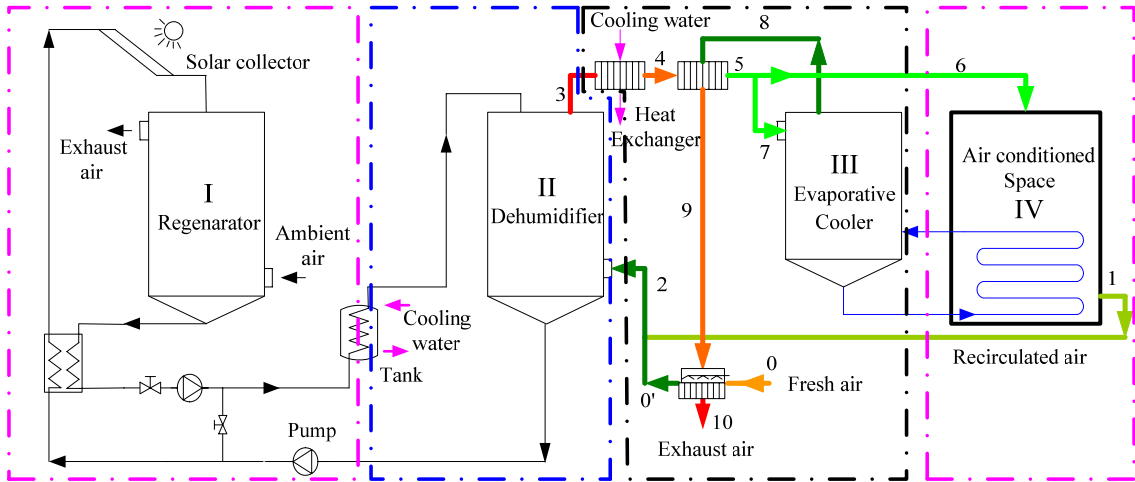 Solar collector
Exhaust
air
I
Regenarator
Ambient
air
Cooling
water
Tank
Pump
II
Dehumidifier
Cooling water
3
4
5
8
6
Heat
Exchanger
7
III
Evaporative
Cooler
Air conditioned
Space
IV
9
2
1
Recirculated air
0
Fresh air
0'
10
Exhaust air